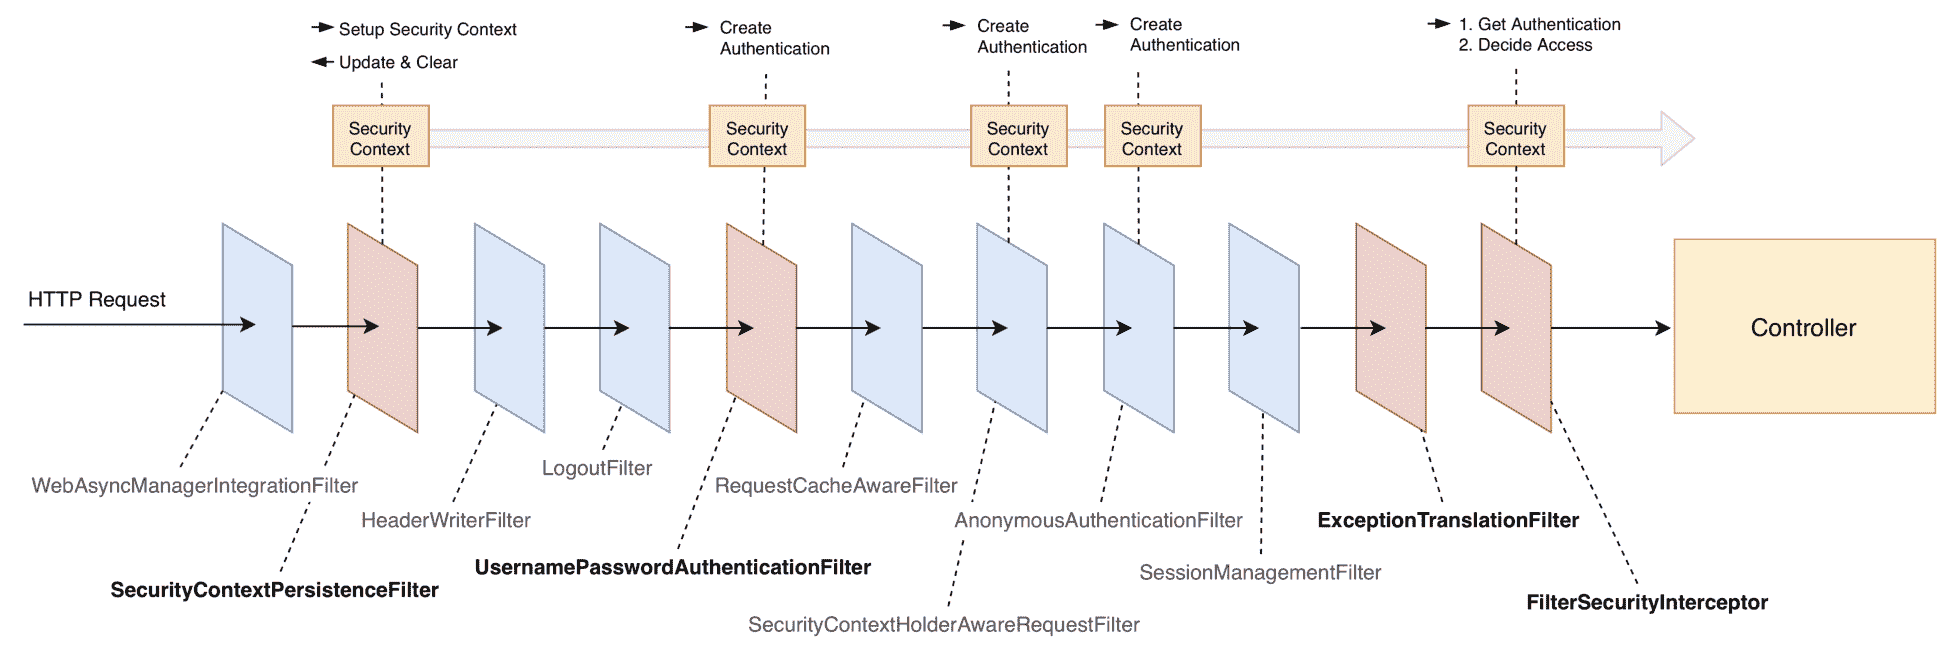 Setup Security Context
Update & Clear
Create
Authentication
Create
Authentication
Create
Authentication
1. Get Authentication
2. Decide Access
Security
Context
Security
Context
Security
Context
Security
Context
Security
Context
HTTP Request
Controller
WebAsyncManagerIntegrationFilter
SecurityContextPersistenceFilter
HeaderWriterFilter
LogoutFilter
UsernamePasswordAuthenticationFilter
RequestCacheAwareFilter
SecurityContextHolderAwareRequestFilter
AnonymousAuthenticationFilter
SessionManagementFilter
ExceptionTranslationFilter
FilterSecurityInterceptor